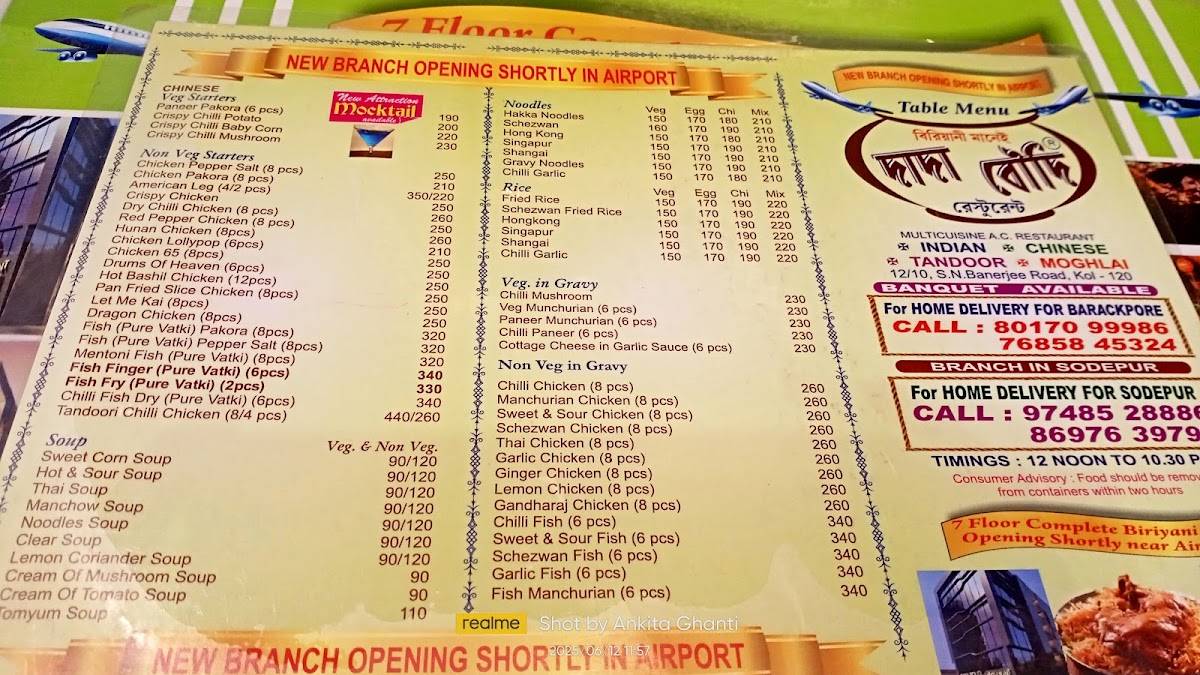 7 Floor
NEW BRANCH OPENING SHORTLY IN AIRPORT
CHINESE
Veg Starters
Paneer Pakora (6 pcs) 190
Crispy Chilli Potato 200
Crispy Chilli Baby Corn 220
Crispy Chilli Mushroom 230
New Attraction
Mocktail
available
Non Veg Starters
Chicken Pepper Salt (8 pcs) 250
Chicken Pakora (8 pcs) 210
American Leg (4/2 pcs) 350/220
Crispy Chicken 250
Dry Chilli Chicken (8 pcs) 260
Red Pepper Chicken (8 pcs) 250
Hunan Chicken (8pcs) 260
Chicken Lollypop (6pcs) 210
Chicken 65 (8pcs) 250
Drums Of Heaven (6pcs) 250
Hot Bashil Chicken (12pcs) 250
Pan Fried Slice Chicken (8pcs) 250
Let Me Kai (8pcs) 250
Dragon Chicken (8pcs) 250
Fish (Pure Vatki) Pakora (8pcs) 320
Fish (Pure Vatki) Pepper Salt (8pcs) 320
Mentoni Fish (Pure Vatki) (8pcs) 320
Fish Finger (Pure Vatki) (6pcs) 340
Fish Fry (Pure Vatki) (2pcs) 330
Chilli Fish Dry (Pure Vatki) (6pcs) 340
Tandoori Chilli Chicken (8/4 pcs) 440/260
Soup Veg. & Non Veg.
Sweet Corn Soup 90/120
Hot & Sour Soup 90/120
Thai Soup 90/120
Manchow Soup 90/120
Noodles Soup 90/120
Clear Soup 90/120
Lemon Coriander Soup 90/120
Cream Of Mushroom Soup 90
Cream Of Tomato Soup 90
Tomyum Soup 110
Noodles Veg Egg Chi Mix
Hakka Noodles 150 170 180 210
Schezwan 160 170 190 210
Hong Kong 150 170 180 210
Singapur 150 170 190 210
Shangai 150 170 190 210
Gravy Noodles 150 170 190 210
Chilli Garlic 150 170 180 210
Rice Veg Egg Chi Mix
Fried Rice 150 170 190 220
Schezwan Fried Rice 150 170 190 220
Hongkong 150 170 190 220
Singapur 150 170 190 220
Shangai 150 170 190 220
Chilli Garlic 150 170 190 220
Veg. in Gravy
Chilli Mushroom 230
Veg Munchurian (6 pcs) 230
Paneer Munchurian (6 pcs) 230
Chilli Paneer (6 pcs) 230
Cottage Cheese in Garlic Sauce (6 pcs) 230
Non Veg in Gravy
Chilli Chicken (8 pcs) 260
Manchurian Chicken (8 pcs) 260
Sweet & Sour Chicken (8 pcs) 260
Schezwan Chicken (8 pcs) 260
Thai Chicken (8 pcs) 260
Garlic Chicken (8 pcs) 260
Ginger Chicken (8 pcs) 260
Lemon Chicken (8 pcs) 260
Gandharaj Chicken (8 pcs) 260
Chilli Fish (6 pcs) 340
Sweet & Sour Fish (6 pcs) 340
Schezwan Fish (6 pcs) 340
Garlic Fish (6 pcs) 340
Fish Manchurian (6 pcs) 340
NEW BRANCH OPENING SHORTLY IN AIRPORT
NEW BRANCH OPENING SHORTLY IN AIRPORT
Table Menu
বিরিয়ানী মানেই
দাদা বৌদি ®
রেস্টুরেন্ট
MULTICUISINE A.C. RESTAURANT
INDIAN CHINESE
TANDOOR MOGHLAI
12/10, S.N.Banerjee Road, Kol - 120
BANQUET AVAILABLE
For HOME DELIVERY FOR BARACKPORE
CALL : 80170 99986
76858 45324
BRANCH IN SODEPUR
For HOME DELIVERY FOR SODEPUR
CALL : 97485 2888
86976 3979
TIMINGS : 12 NOON TO 10.30 P
Consumer Advisory : Food should be remo
from containers within two hours
7 Floor Complete Biriyani
Opening Shortly near Air
realme Shot by Ankita Ghanti
2025/06/12 11:57